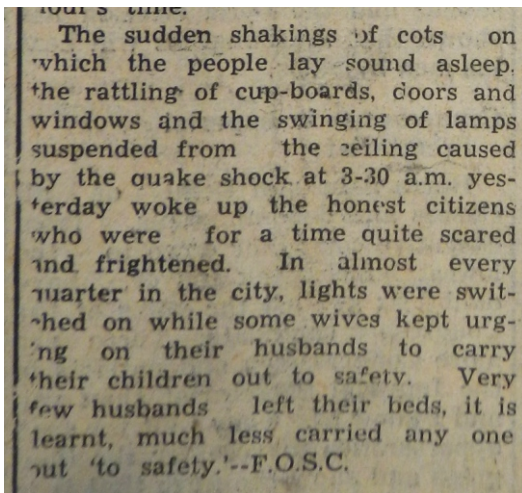 The sudden shakings of cots on
which the people lay sound asleep,
the rattling of cup-boards, doors and
windows and the swinging of lamps
suspended from the ceiling caused
by the quake shock at 3-30 a.m. yes-
terday woke up the honest citizens
who were for a time quite scared
and frightened. In almost every
quarter in the city, lights were swit-
ched on while some wives kept urg-
ing on their husbands to carry
their children out to safety. Very
few husbands left their beds, it is
learnt, much less carried any one
out 'to safety.'--F.O.S.C.